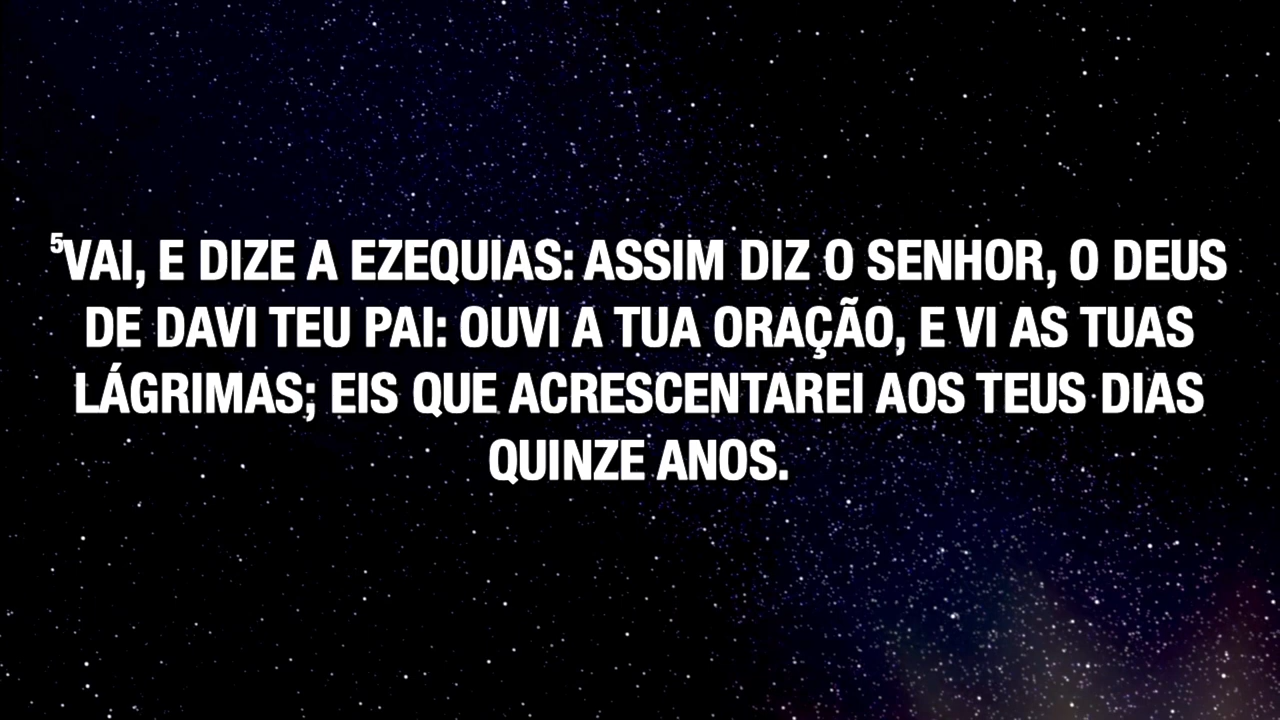 ⁵VAI, E DIZE A EZEQUIAS: ASSIM DIZ O SENHOR, O DEUS
DE DAVI TEU PAI: OUVI A TUA ORAÇÃO, E VI AS TUAS
LÁGRIMAS; EIS QUE ACRESCENTAREI AOS TEUS DIAS
QUINZE ANOS.